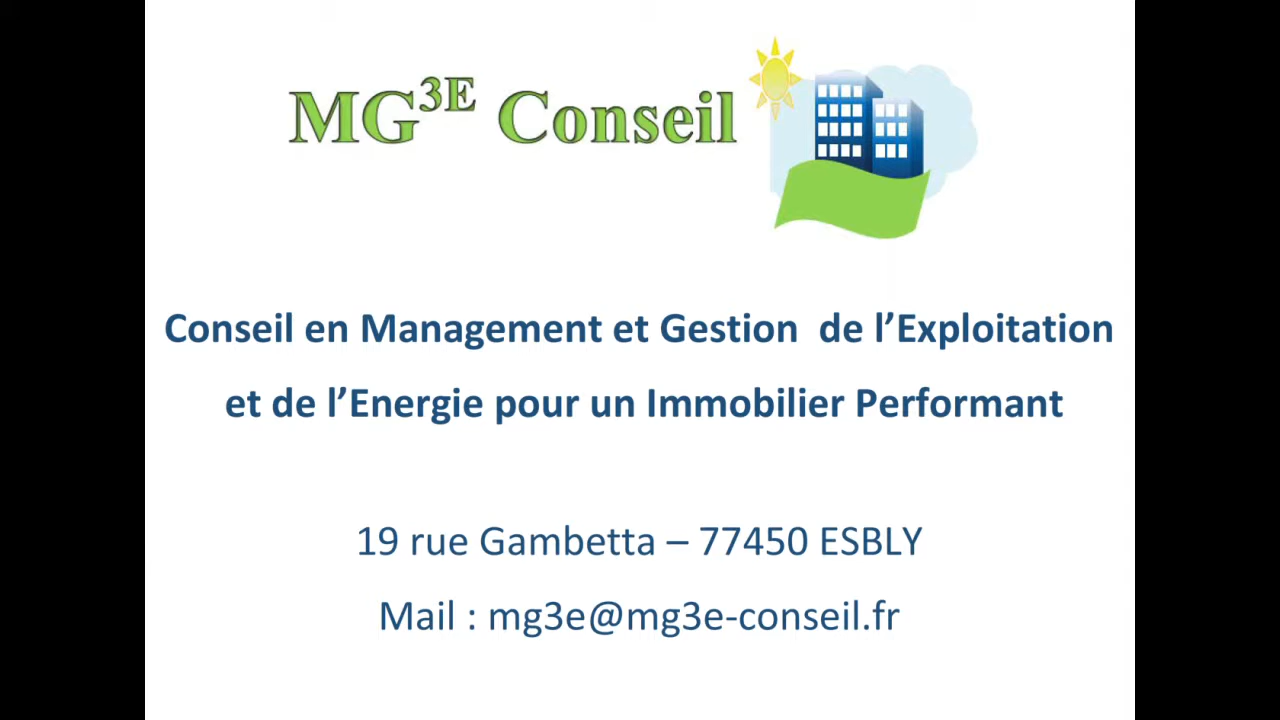 MG3E Conseil
Conseil en Management et Gestion de l’Exploitation
et de l’Energie pour un Immobilier Performant
19 rue Gambetta – 77450 ESBLY
Mail : mg3e@mg3e-conseil.fr